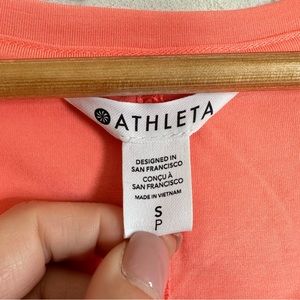 ATHLETA
DESIGNED IN
SAN FRANCISCO
CONÇU À
SAN FRANCISCO
MADE IN VIETNAM
S
P